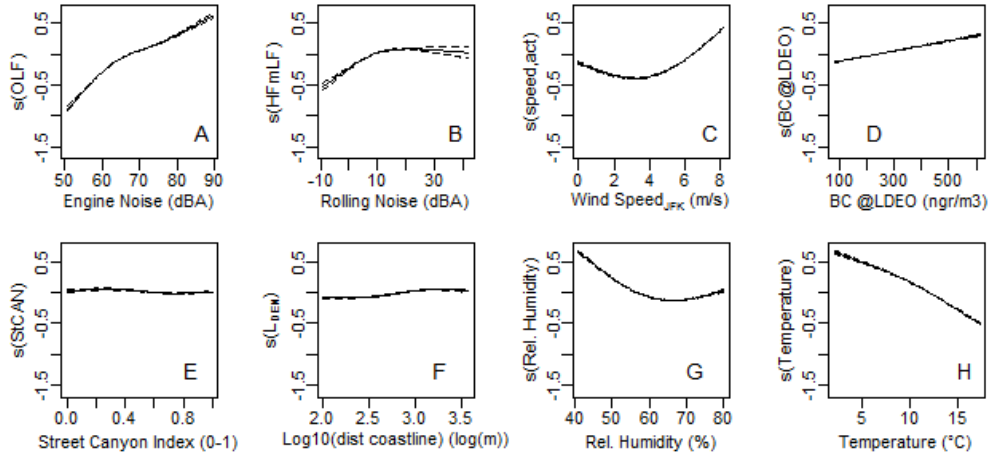 s(OLF)
0.5
-0.5
-1.5
A
50 60 70 80 90
Engine Noise (dBA)
s(HFmLF)
0.5
-0.5
-1.5
B
-10 10 30
Rolling Noise (dBA)
s(speed,act)
0.5
-0.5
-1.5
C
0 2 4 6 8
Wind Speed JFK (m/s)
s(BC@LDEO)
0.5
-0.5
-1.5
D
100 300 500
BC @LDEO (ngr/m3)
s(StCAN)
0.5
-0.5
-1.5
E
0.0 0.4 0.8
Street Canyon Index (0-1)
s(LDEN)
0.5
-0.5
-1.5
F
2.0 2.5 3.0 3.5
Log10(dist coastline) (log(m))
s(Rel. Humidity)
0.5
-0.5
-1.5
G
40 50 60 70 80
Rel. Humidity (%)
s(Temperature)
0.5
-0.5
-1.5
H
5 10 15
Temperature (°C)